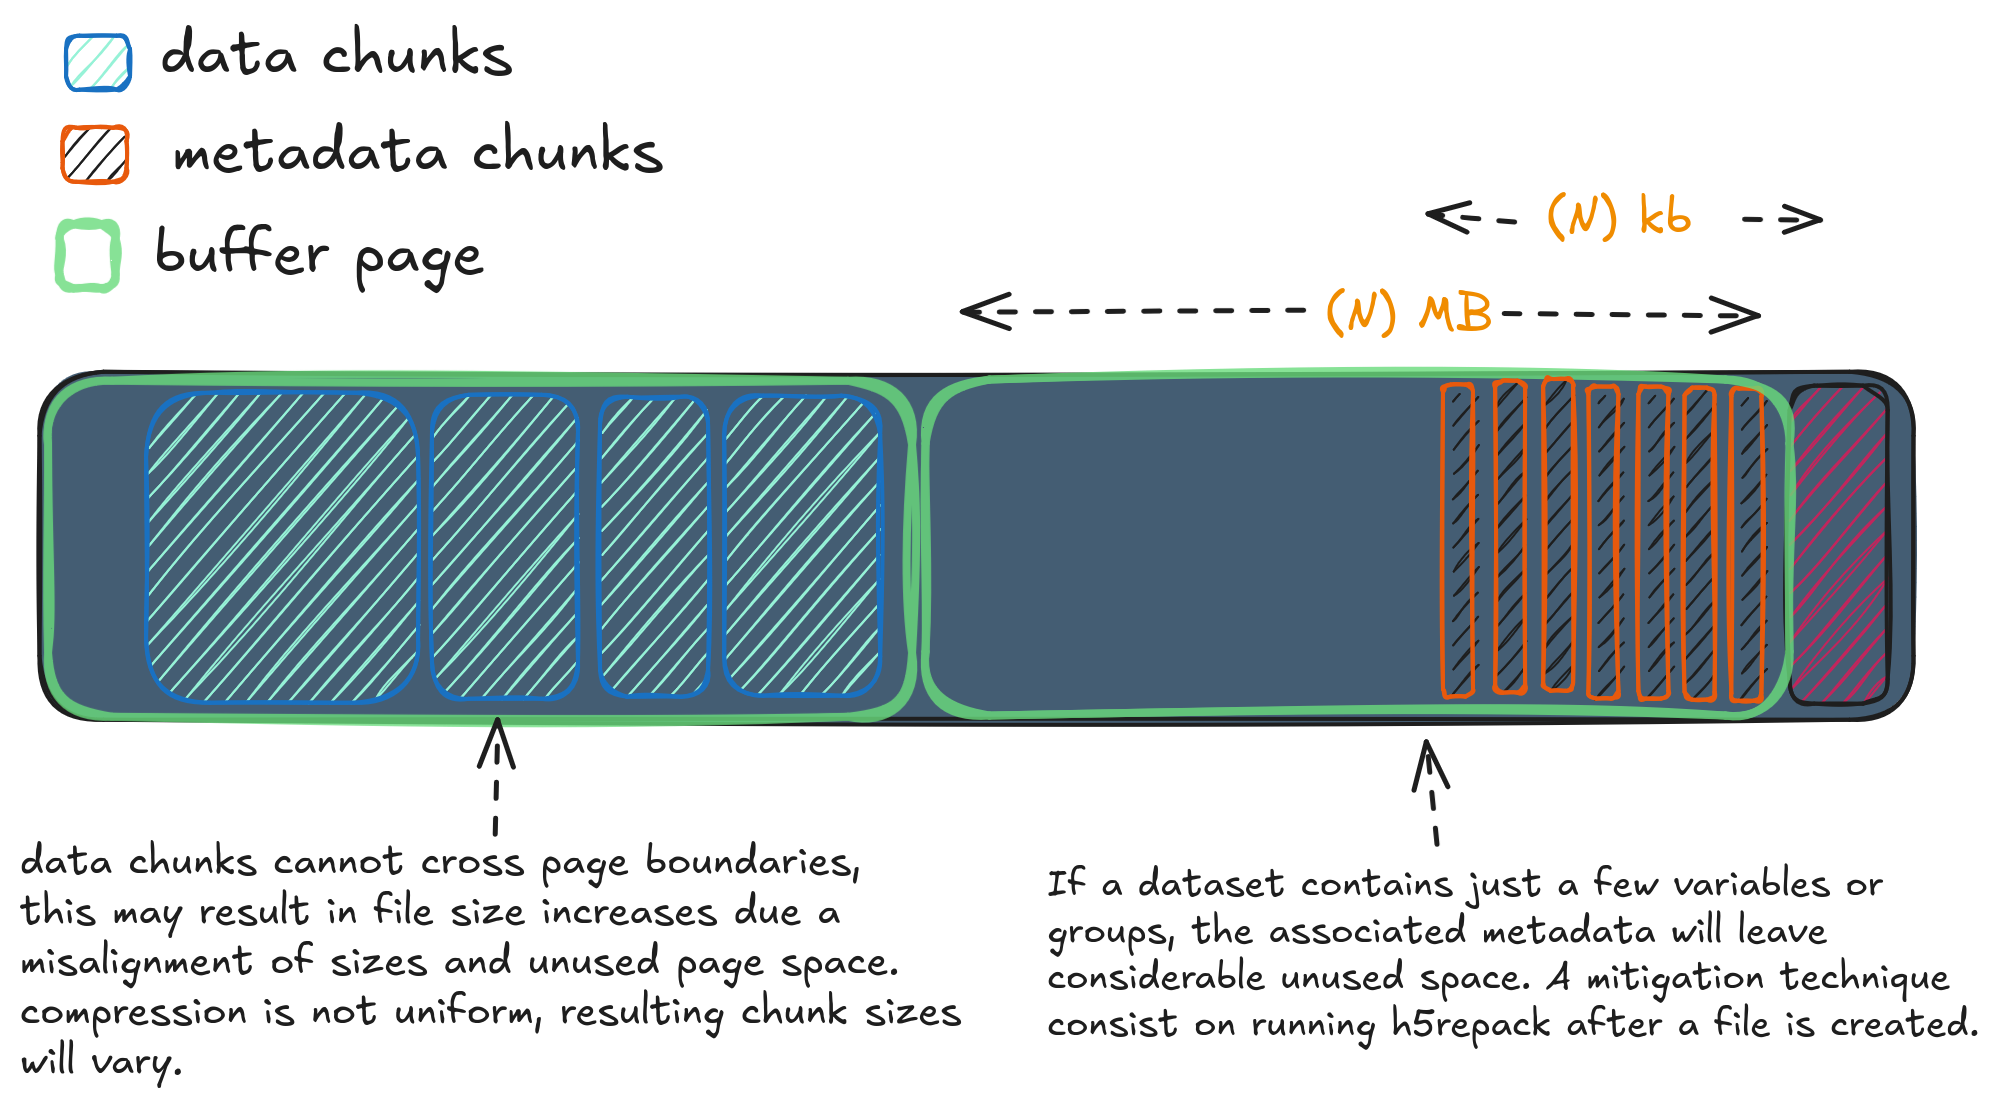 data chunks
metadata chunks
buffer page
(N) kb
(N) MB
data chunks cannot cross page boundaries,
this may result in file size increases due a
misalignment of sizes and unused page space.
compression is not uniform, resulting chunk sizes
will vary.
If a dataset contains just a few variables or
groups, the associated metadata will leave
considerable unused space. A mitigation technique
consist on running h5repack after a file is created.